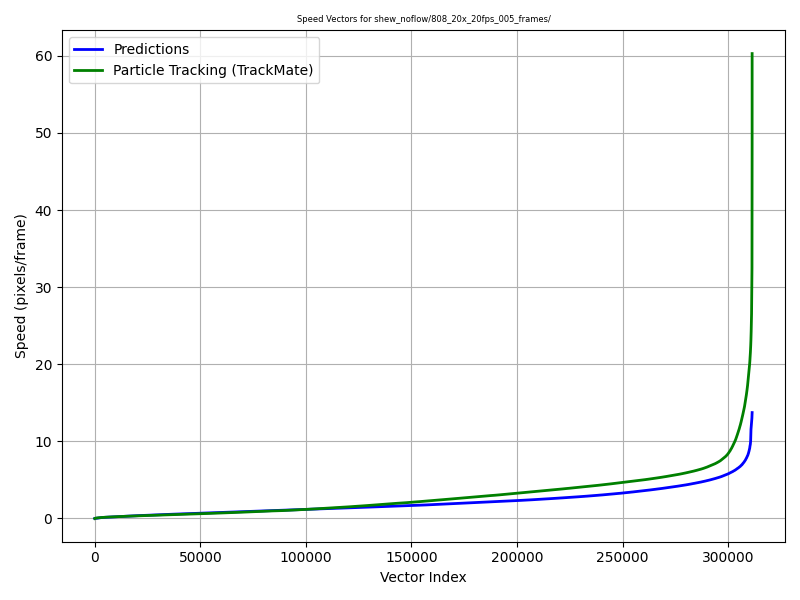 Speed Vectors for shew_noflow/808_20x_20fps_005_frames/
Predictions
Particle Tracking (TrackMate)
Speed (pixels/frame)
60
50
40
30
20
10
0
0 50000 100000 150000 200000 250000 300000
Vector Index